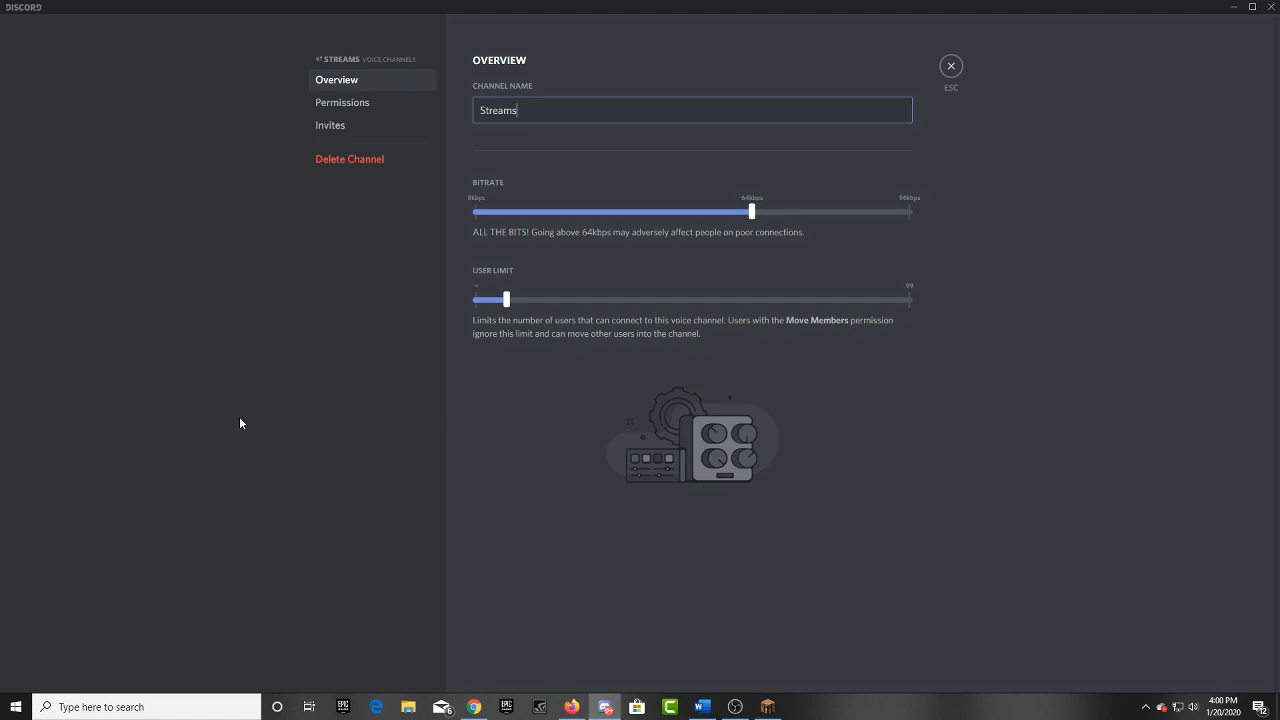 DISCORD
STREAMS VOICE CHANNELS
Overview
Permissions
Invites
Delete Channel
OVERVIEW
ESC
CHANNEL NAME
Streams
BITRATE
8kbps 64kbps 96kbps
ALL THE BITS! Going above 64kbps may adversely affect people on poor connections.
USER LIMIT
99
Limits the number of users that can connect to this voice channel. Users with the Move Members permission
ignore this limit and can move other users into the channel.
Type here to search
EPIC
EPIC
6
4:00 PM
1/20/2020